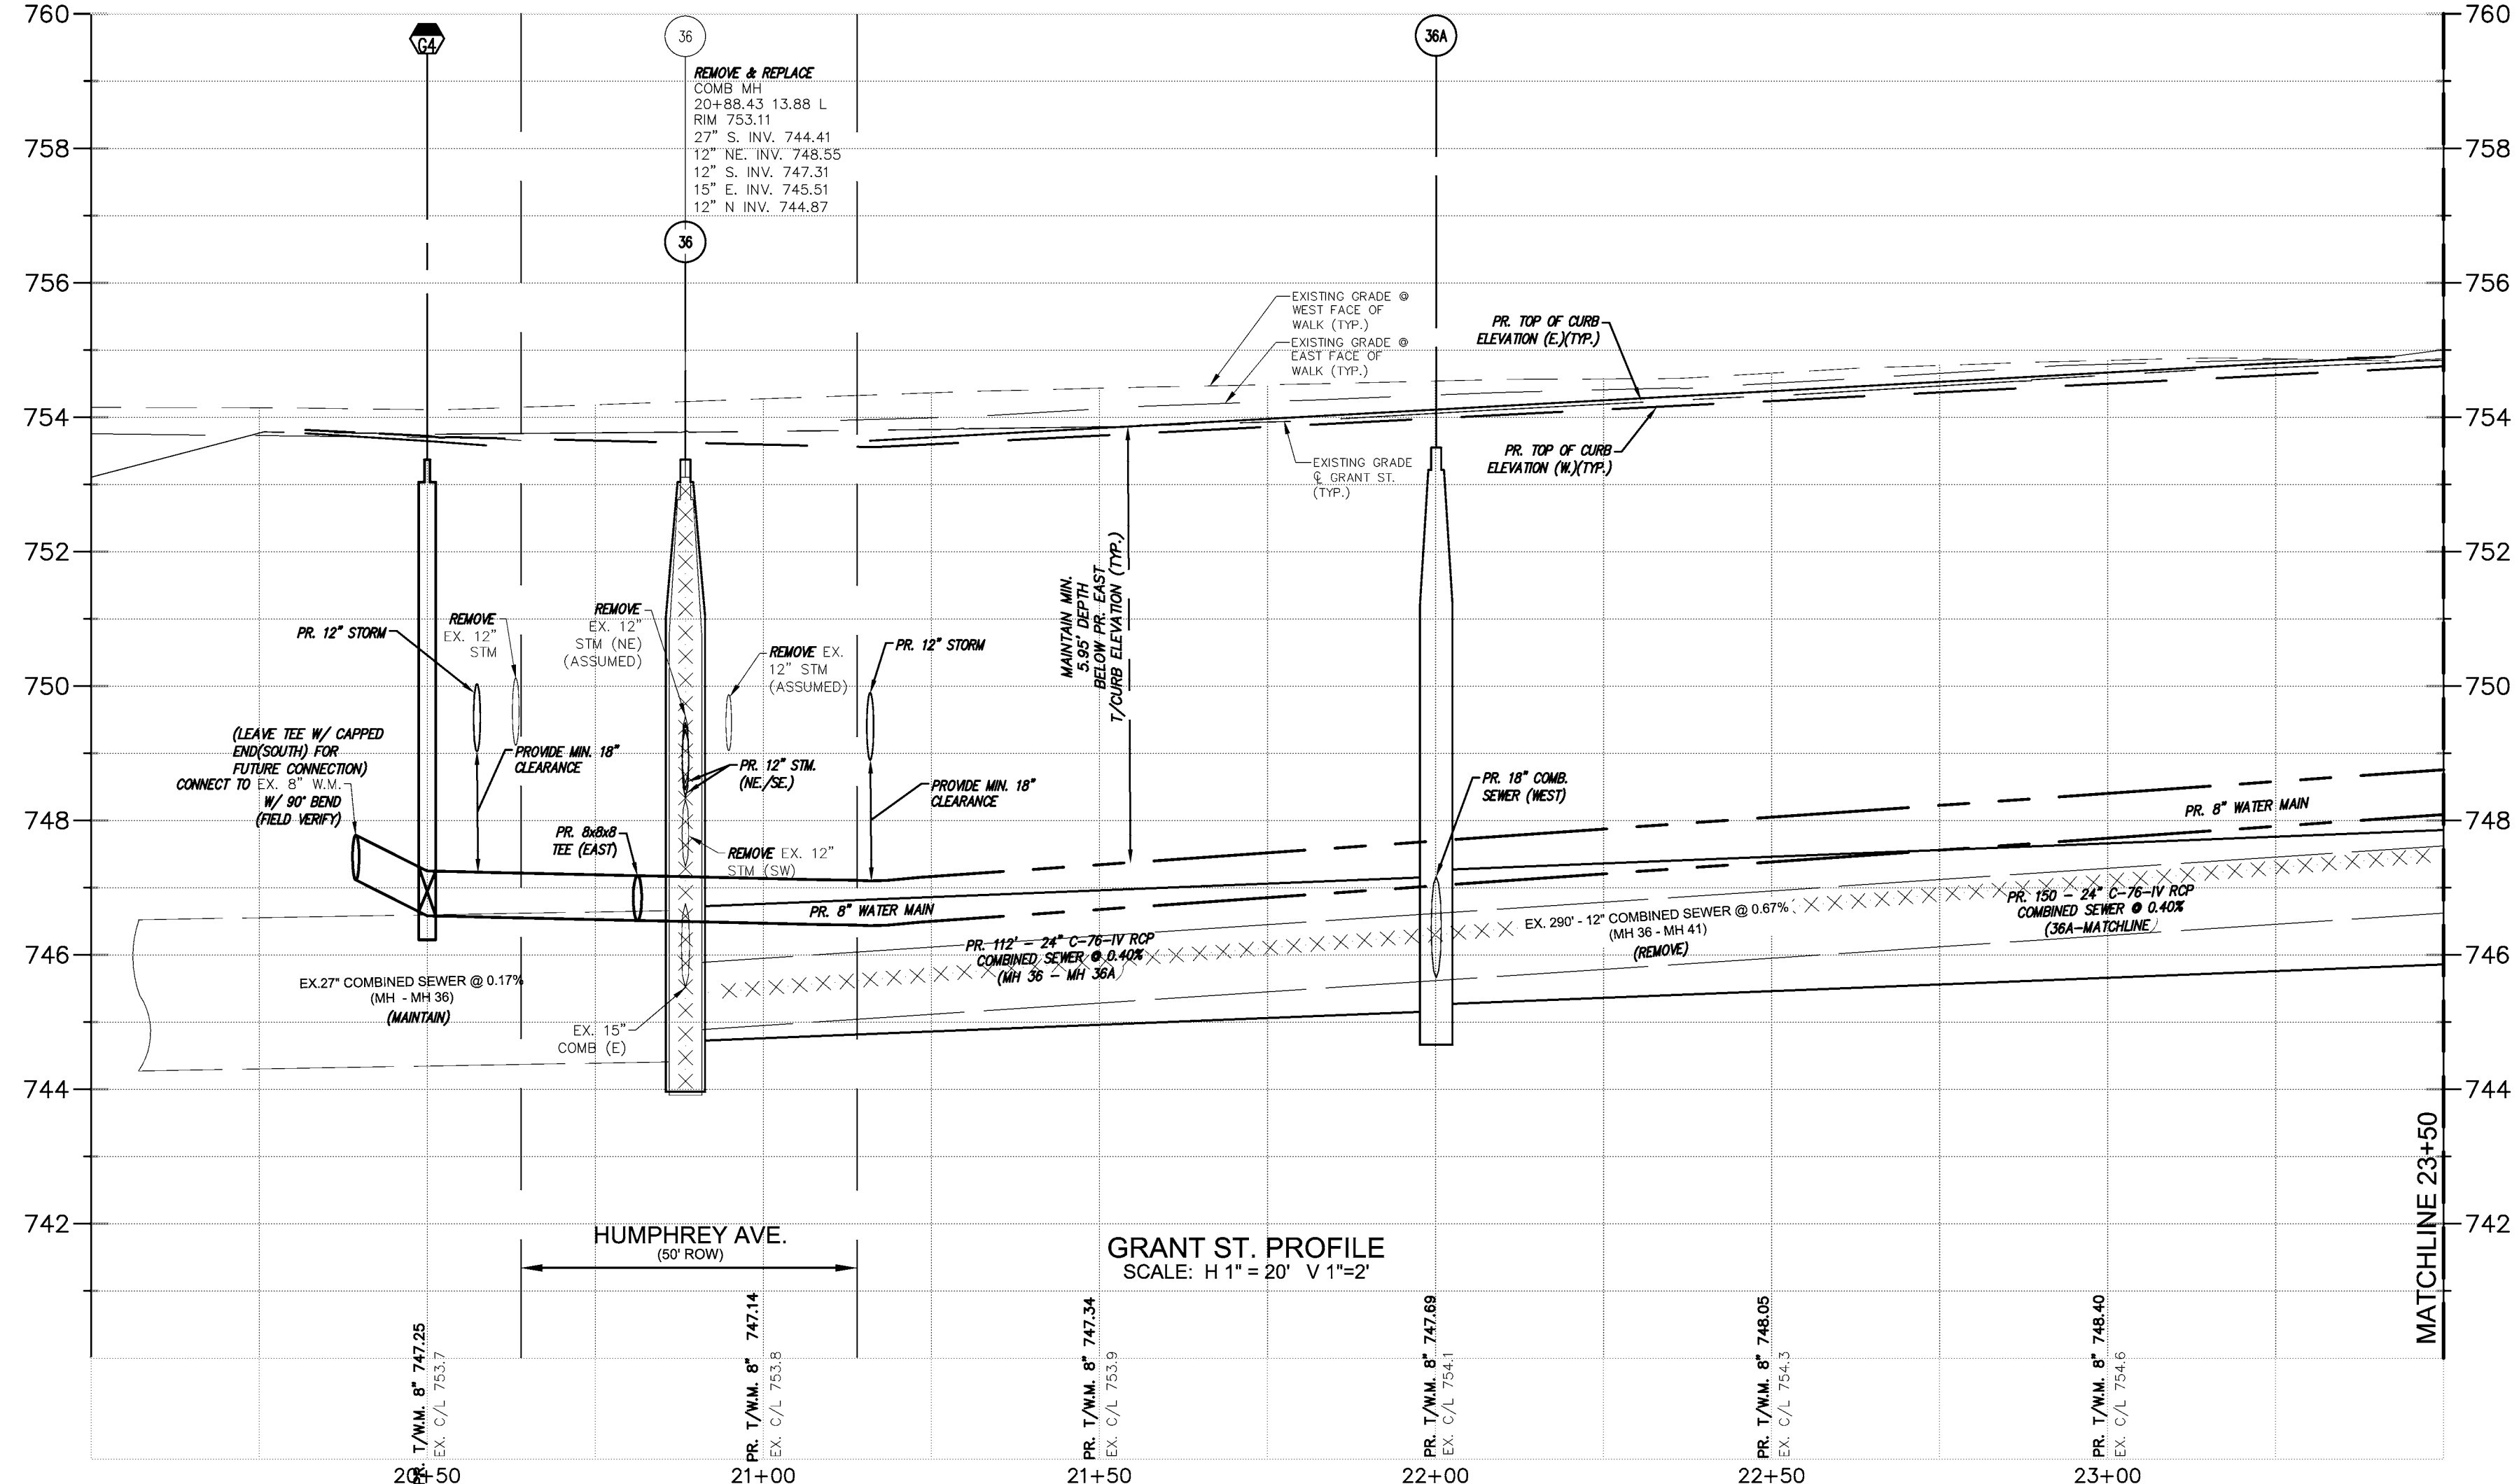 760
758
756
754
752
750
748
746
744
742
760
758
756
754
752
750
748
746
744
742
G4
36
36A
REMOVE & REPLACE
COMB MH
20+88.43 13.88 L
RIM 753.11
27" S. INV. 744.41
12" NE. INV. 748.55
12" S. INV. 747.31
15" E. INV. 745.51
12" N INV. 744.87
36
EXISTING GRADE @
WEST FACE OF
WALK (TYP.)
EXISTING GRADE @
EAST FACE OF
WALK (TYP.)
PR. TOP OF CURB
ELEVATION (E.)(TYP.)
PR. TOP OF CURB
ELEVATION (W.)(TYP.)
EXISTING GRADE
℄ GRANT ST.
(TYP.)
MAINTAIN MIN.
5.95' DEPTH
BELOW PR. EAST
T/CURB ELEVATION (TYP.)
PR. 12" STORM
REMOVE
EX. 12"
STM
REMOVE
EX. 12"
STM (NE)
(ASSUMED)
REMOVE EX.
12" STM
(ASSUMED)
PR. 12" STORM
(LEAVE TEE W/ CAPPED
END(SOUTH) FOR
FUTURE CONNECTION)
CONNECT TO EX. 8" W.M.
W/ 90° BEND
(FIELD VERIFY)
PROVIDE MIN. 18"
CLEARANCE
PR. 12" STM.
(NE./SE.)
PROVIDE MIN. 18"
CLEARANCE
PR. 8x8x8
TEE (EAST)
REMOVE EX. 12"
STM (SW)
PR. 18" COMB.
SEWER (WEST)
PR. 8" WATER MAIN
PR. 8" WATER MAIN
PR. 112' - 24" C-76-IV RCP
COMBINED SEWER @ 0.40%
(MH 36 - MH 36A)
EX. 290' - 12" COMBINED SEWER @ 0.67%
(MH 36 - MH 41)
(REMOVE)
PR. 150 - 24" C-76-IV RCP
COMBINED SEWER @ 0.40%
(36A-MATCHLINE)
EX.27" COMBINED SEWER @ 0.17%
(MH - MH 36)
(MAINTAIN)
EX. 15"
COMB (E)
HUMPHREY AVE.
(50' ROW)
GRANT ST. PROFILE
SCALE: H 1" = 20' V 1"=2'
MATCHLINE 23+50
PR. T/W.M. 8" 747.25
EX. C/L 753.7
PR. T/W.M. 8" 747.14
EX. C/L 753.8
PR. T/W.M. 8" 747.34
EX. C/L 753.9
PR. T/W.M. 8" 747.69
EX. C/L 754.1
PR. T/W.M. 8" 748.05
EX. C/L 754.3
PR. T/W.M. 8" 748.40
EX. C/L 754.6
20+50
21+00
21+50
22+00
22+50
23+00